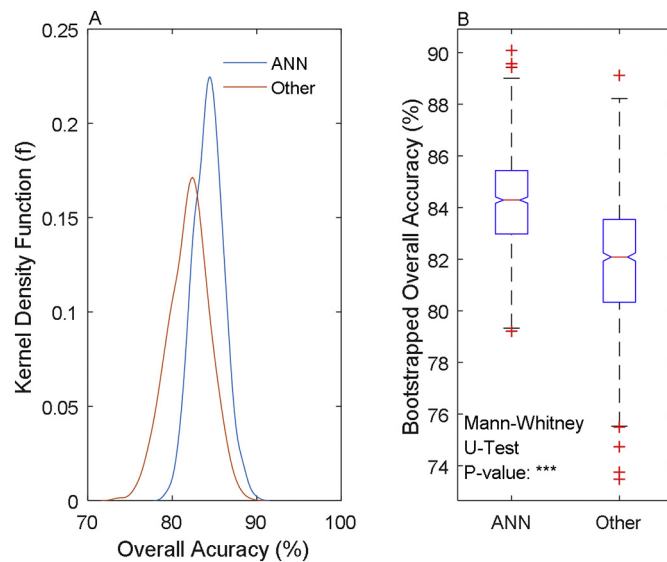 A
Kernel Density Function (f)
0.25
0.2
0.15
0.1
0.05
0
70
80
90
100
Overall Acuracy (%)
ANN
Other
B
Bootstrapped Overall Accuracy (%)
90
88
86
84
82
80
78
76
74
Mann-Whitney
U-Test
P-value: ***
ANN
Other